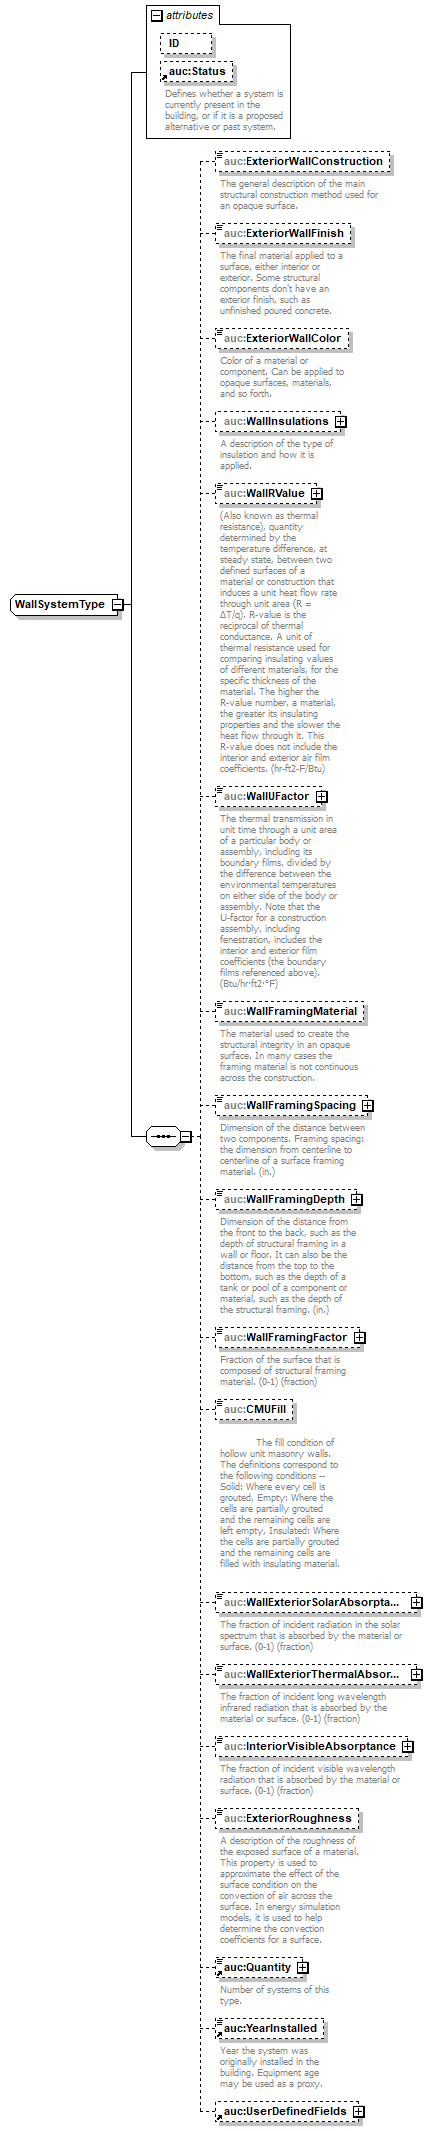 attributes
ID
auc:Status
Defines whether a system is
currently present in the
building, or if it is a proposed
alternative or past system.
auc:ExteriorWallConstruction
The general description of the main
structural construction method used for
an opaque surface.
auc:ExteriorWallFinish
The final material applied to a
surface, either interior or
exterior. Some structural
components don't have an
exterior finish, such as
unfinished poured concrete.
auc:ExteriorWallColor
Color of a material or
component. Can be applied to
opaque surfaces, materials,
and so forth.
auc:WallInsulations
A description of the type of
insulation and how it is
applied.
auc:WallRValue
(Also known as thermal
resistance), quantity
determined by the
temperature difference, at
steady state, between two
defined surfaces of a
material or construction that
induces a unit heat flow rate
through unit area (R =
ΔT/q). R-value is the
reciprocal of thermal
conductance. A unit of
thermal resistance used for
comparing insulating values
of different materials, for the
specific thickness of the
material. The higher the
R-value number, a material,
the greater its insulating
properties and the slower the
heat flow through it. This
R-value does not include the
interior and exterior air film
coefficients. (hr-ft2-F/Btu)
WallSystemType
auc:WallUFactor
The thermal transmission in
unit time through a unit area
of a particular body or
assembly, including its
boundary films, divided by
the difference between the
environmental temperatures
on either side of the body or
assembly. Note that the
U-factor for a construction
assembly, including
fenestration, includes the
interior and exterior film
coefficients (the boundary
films referenced above).
(Btu/hr·ft2·°F)
auc:WallFramingMaterial
The material used to create the
structural integrity in an opaque
surface. In many cases the
framing material is not continuous
across the construction.
auc:WallFramingSpacing
Dimension of the distance between
two components. Framing spacing:
the dimension from centerline to
centerline of a surface framing
material. (in.)
auc:WallFramingDepth
Dimension of the distance from
the front to the back, such as the
depth of structural framing in a
wall or floor. It can also be the
distance from the top to the
bottom, such as the depth of a
tank or pool of a component or
material, such as the depth of
the structural framing. (in.)
auc:WallFramingFactor
Fraction of the surface that is
composed of structural framing
material. (0-1) (fraction)
auc:CMUFill
The fill condition of
hollow unit masonry walls.
The definitions correspond to
the following conditions --
Solid: Where every cell is
grouted, Empty: Where the
cells are partially grouted
and the remaining cells are
left empty, Insulated: Where
the cells are partially grouted
and the remaining cells are
filled with insulating material.
auc:WallExteriorSolarAbsorpta...
The fraction of incident radiation in the solar
spectrum that is absorbed by the material or
surface. (0-1) (fraction)
auc:WallExteriorThermalAbsor...
The fraction of incident long wavelength
infrared radiation that is absorbed by the
material or surface. (0-1) (fraction)
auc:InteriorVisibleAbsorptance
The fraction of incident visible wavelength
radiation that is absorbed by the material or
surface. (0-1) (fraction)
auc:ExteriorRoughness
A description of the roughness of
the exposed surface of a material.
This property is used to
approximate the effect of the
surface condition on the
convection of air across the
surface. In energy simulation
models, it is used to help
determine the convection
coefficients for a surface.
auc:Quantity
Number of systems of this
type.
auc:YearInstalled
Year the system was
originally installed in the
building. Equipment age
may be used as a proxy.
auc:UserDefinedFields